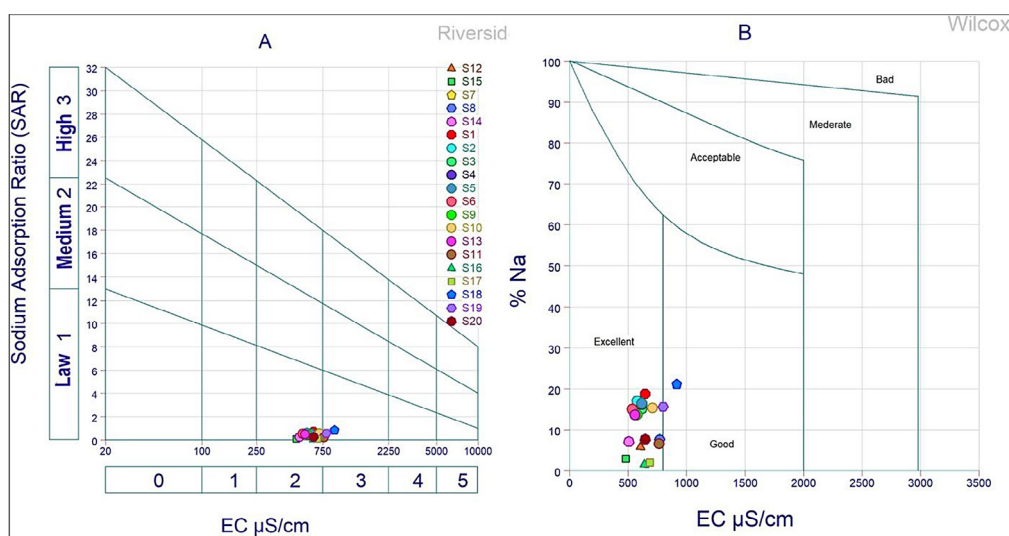 A
Riversid
Sodium Adsorption Ratio (SAR)
High 3
Medium 2
Law 1
32
28
26
24
22
20
18
16
14
12
10
8
6
4
2
0
20
100
250
750
2250
5000
10000
0
1
2
3
4
5
EC µS/cm
S12
S15
S7
S8
S14
S1
S2
S3
S4
S5
S6
S9
S10
S13
S11
S16
S17
S18
S19
S20
B
Wilcox
% Na
100
90
80
70
60
50
40
30
20
10
0
0
500
1000
1500
2000
2500
3000
3500
EC µS/cm
Bad
Mederate
Acceptable
Excellent
Good